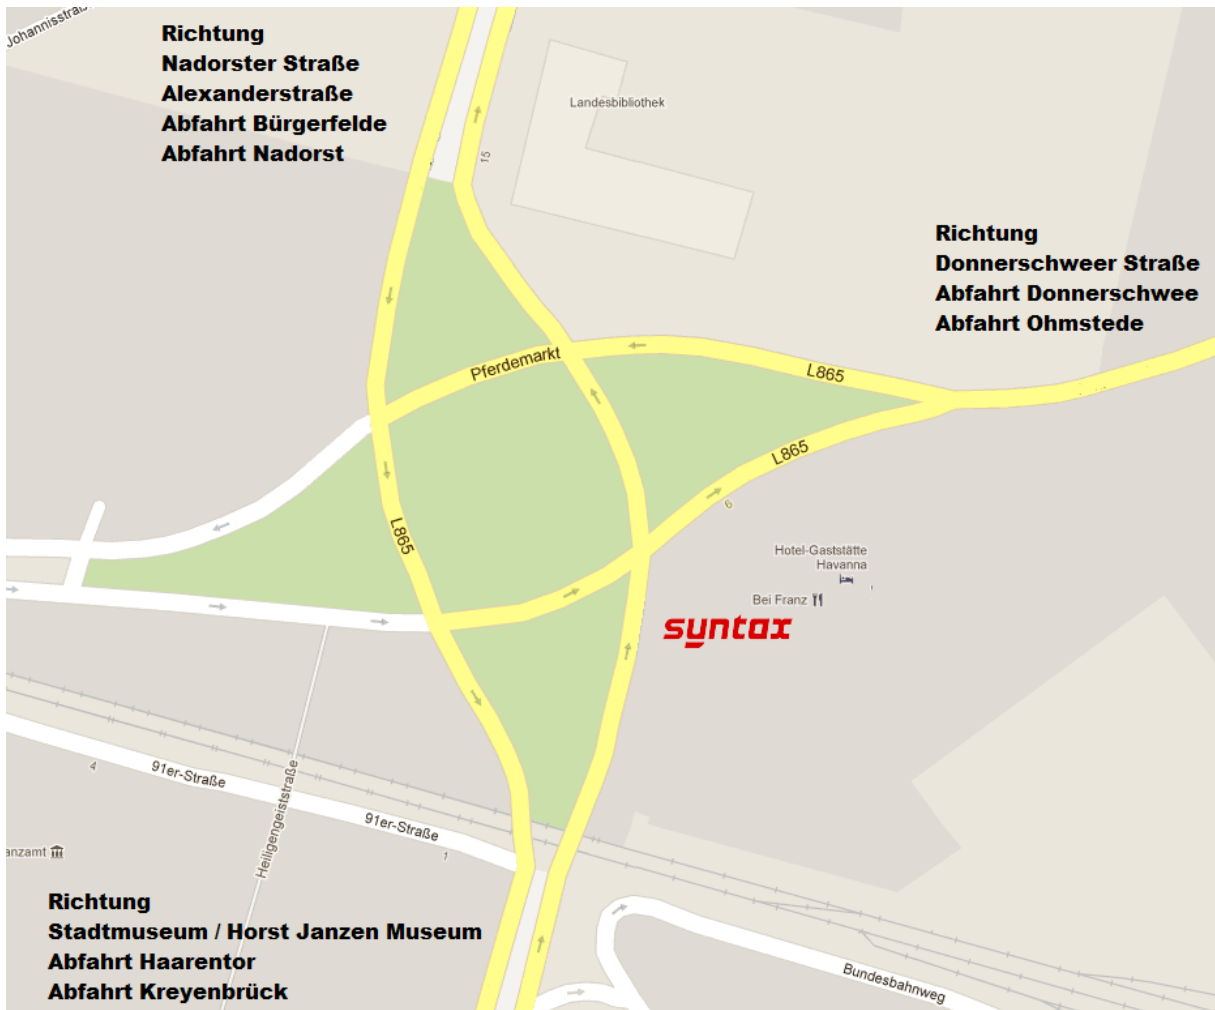 Johannisstraß
Richtung
Nadorster Straße
Alexanderstraße
Abfahrt Bürgerfelde
Abfahrt Nadorst
Landesbibliothek
15
Richtung
Donnerschweer Straße
Abfahrt Donnerschwee
Abfahrt Ohmstede
Pferdemarkt
L865
L865
6
L865
Hotel-Gaststätte
Havanna
Bei Franz
syntax
4
91er-Straße
Heiligengeiststraße
91er-Straße
1
anzamt
Richtung
Stadtmuseum / Horst Janzen Museum
Abfahrt Haarentor
Abfahrt Kreyenbrück
Bundesbahnweg